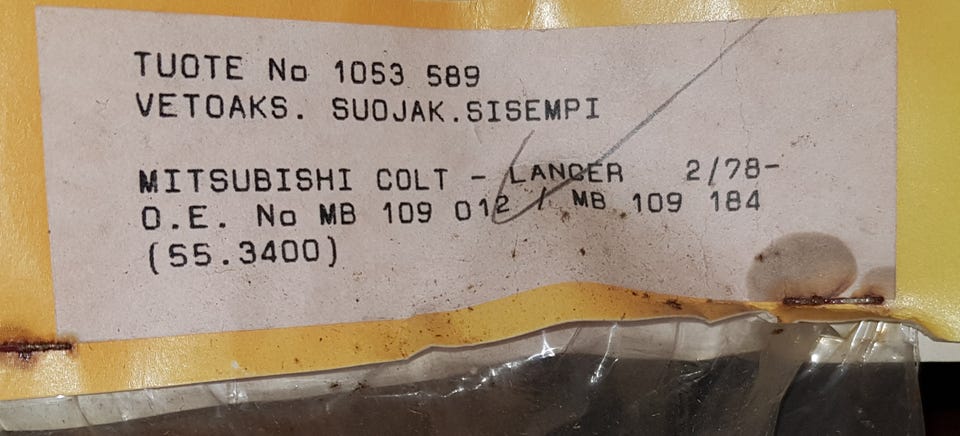 TUOTE No 1053 589
VETOAKS. SUOJAK.SISEMPI
MITSUBISHI COLT - LANCER 2/78-
O.E. No MB 109 012 / MB 109 184
(55.3400)